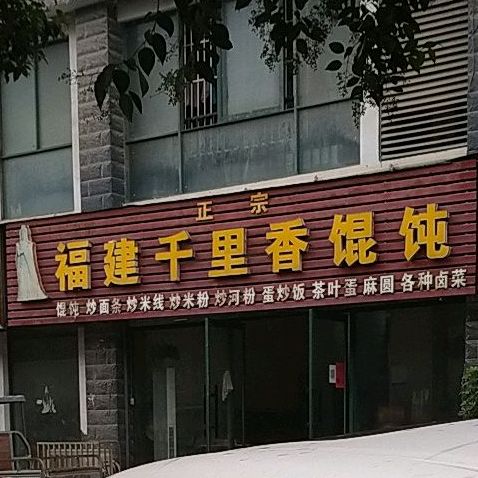 正宗
福建千里香馄饨
馄饨 炒面条 炒米线 炒米粉 炒河粉 蛋炒饭 茶叶蛋 麻圆 各种卤菜